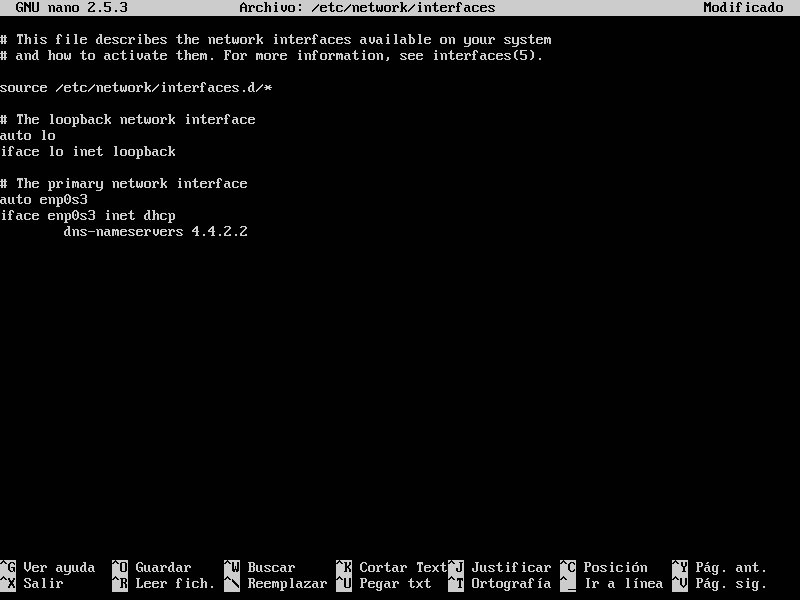 GNU nano 2.5.3 Archivo: /etc/network/interfaces Modificado
# This file describes the network interfaces available on your system
# and how to activate them. For more information, see interfaces(5).
source /etc/network/interfaces.d/*
# The loopback network interface
auto lo
iface lo inet loopback
# The primary network interface
auto enp0s3
iface enp0s3 inet dhcp
dns-nameservers 4.4.2.2
^G Ver ayuda ^O Guardar ^W Buscar ^K Cortar Text ^J Justificar ^C Posición ^Y Pág. ant.
^X Salir ^R Leer fich. ^\ Reemplazar ^U Pegar txt ^T Ortografía ^_ Ir a línea ^V Pág. sig.